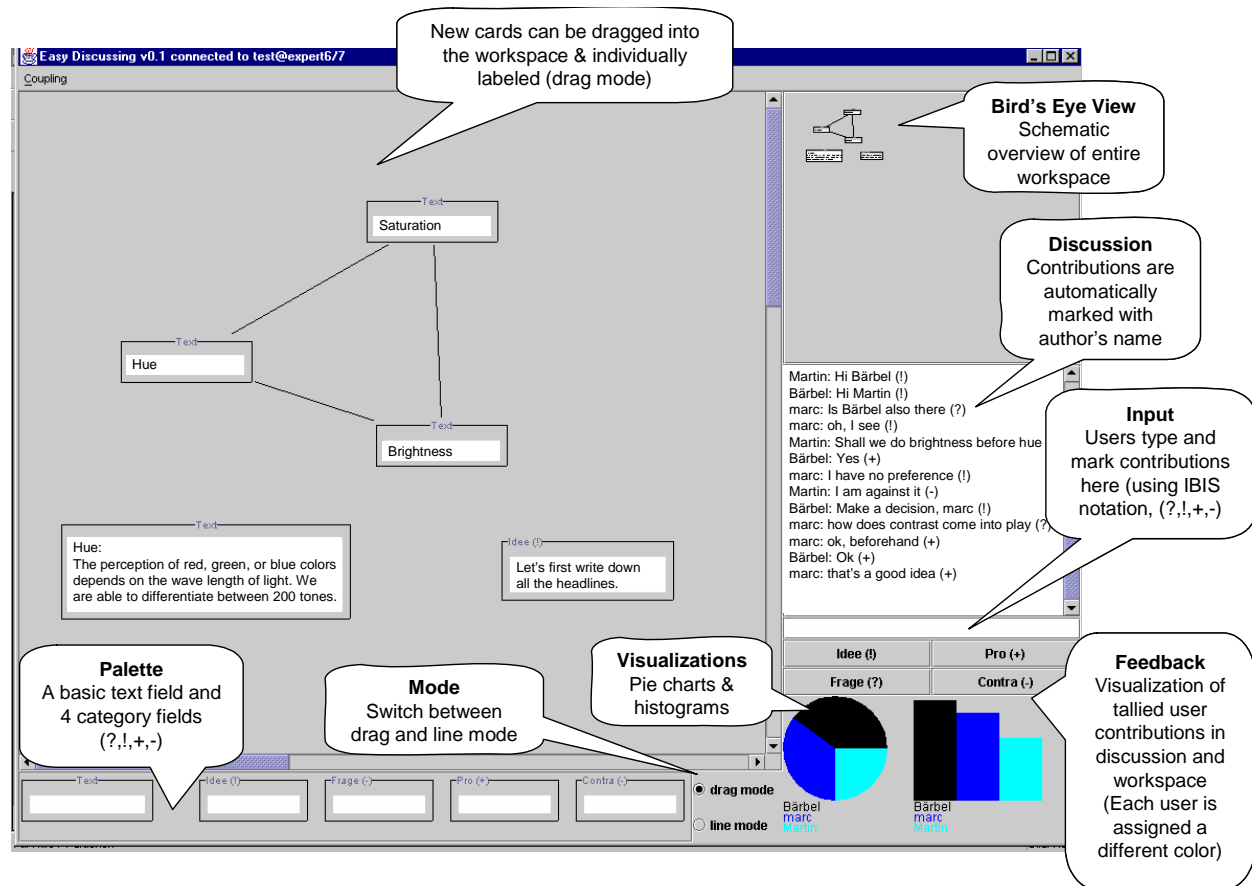 New cards can be dragged into
the workspace & individually
labeled (drag mode)
Easy Discussing v0.1 connected to test@expert6/7
Coupling
Bird's Eye View
Schematic
overview of entire
workspace
Text
Saturation
Text
Hue
Text
Brightness
Discussion
Contributions are
automatically
marked with
author's name
Martin: Hi Bärbel (!)
Bärbel: Hi Martin (!)
marc: Is Bärbel also there (?)
marc: oh, I see (!)
Martin: Shall we do brightness before hue
Bärbel: Yes (+)
marc: I have no preference (!)
Martin: I am against it (-)
Bärbel: Make a decision, marc (!)
marc: how does contrast come into play (?)
marc: ok, beforehand (+)
Bärbel: Ok (+)
marc: that's a good idea (+)
Input
Users type and
mark contributions
here (using IBIS
notation, (?,!,+,-)
Text
Hue:
The perception of red, green, or blue colors
depends on the wave length of light. We
are able to differentiate between 200 tones.
Idee (!)
Let's first write down
all the headlines.
Palette
A basic text field and
4 category fields
(?,!,+,-)
Mode
Switch between
drag and line mode
Visualizations
Pie charts &
histograms
Idee (!)
Pro (+)
Frage (?)
Contra (-)
Feedback
Visualization of
tallied user
contributions in
discussion and
workspace
(Each user is
assigned a
different color)
Text
Idee (!)
Frage (-)
Pro (+)
Contra (-)
drag mode
line mode
Bärbel
marc
Martin
Bärbel
marc
Martin